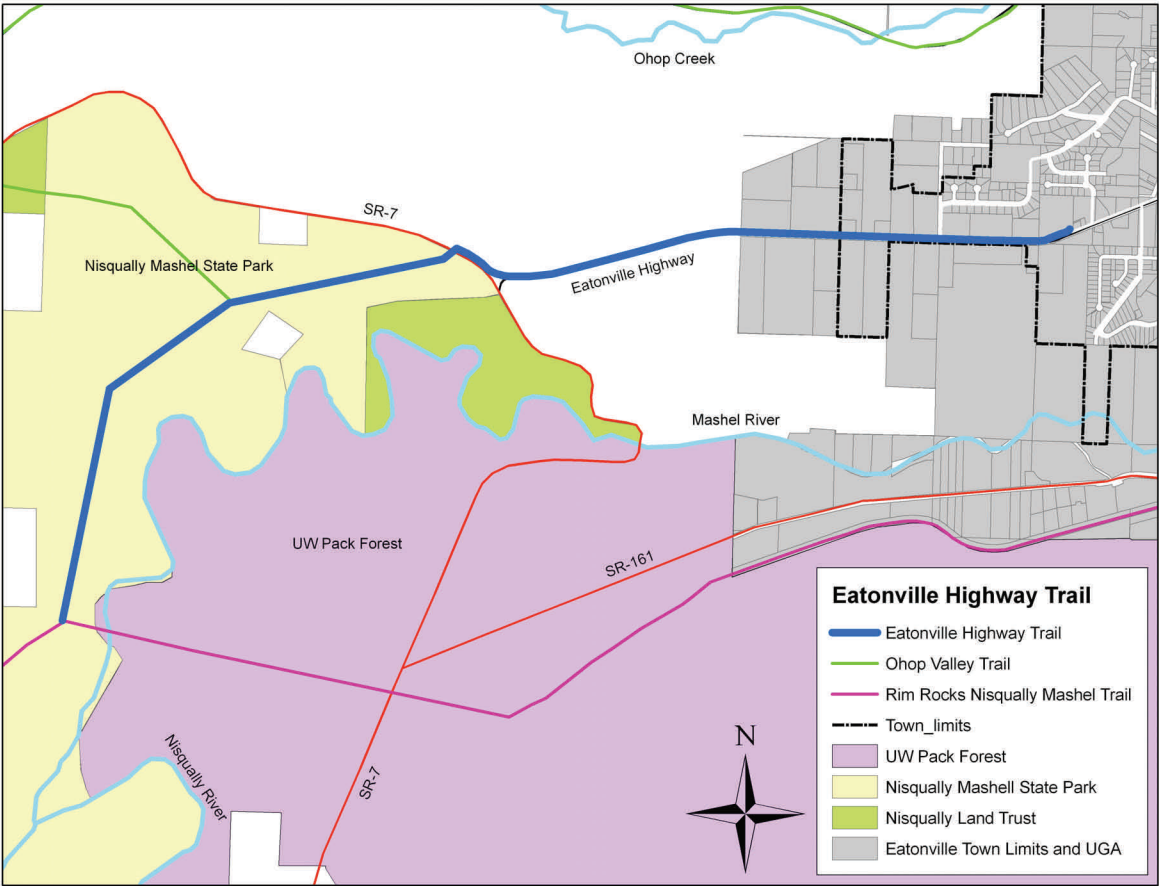 Ohop Creek
SR-7
Nisqually Mashel State Park
Eatonville Highway
Mashel River
UW Pack Forest
SR-161
Nisqually River
SR-7
N
Eatonville Highway Trail
Eatonville Highway Trail
Ohop Valley Trail
Rim Rocks Nisqually Mashel Trail
Town_limits
UW Pack Forest
Nisqually Mashell State Park
Nisqually Land Trust
Eatonville Town Limits and UGA